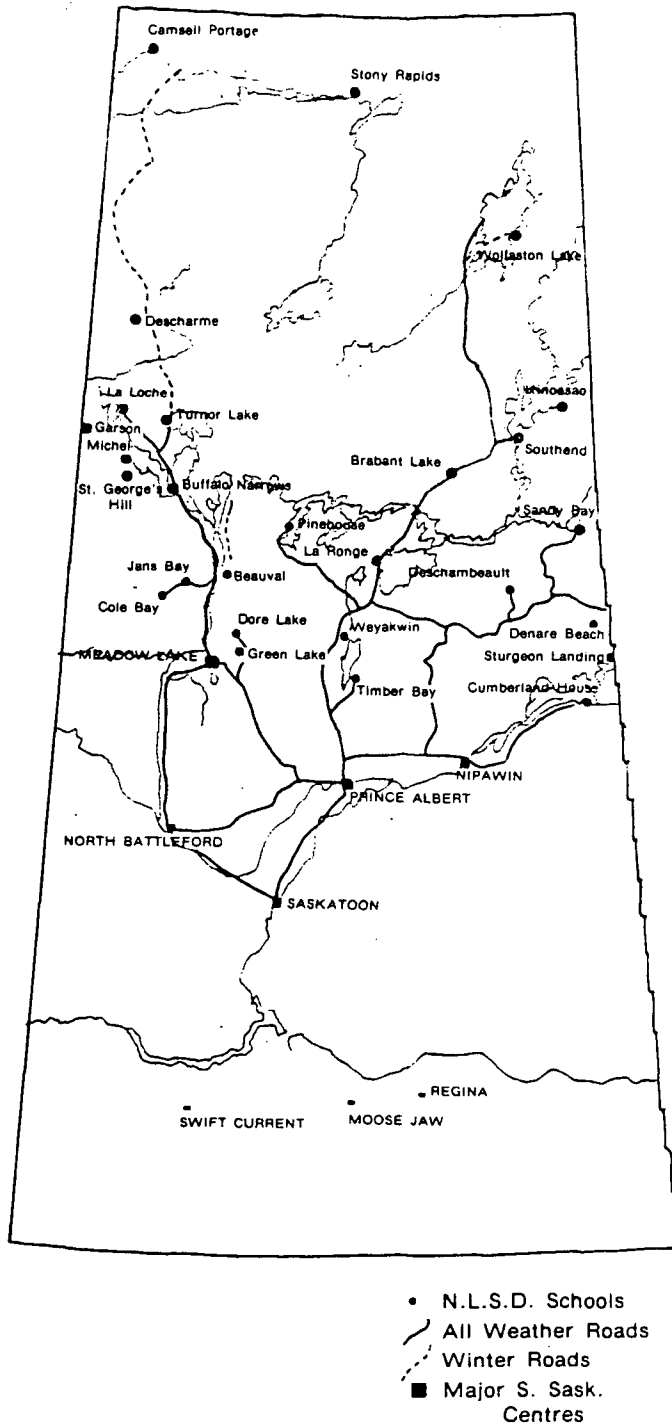 Camsell Portage
Stony Rapids
Wollaston Lake
Descharme
La Loche
Turnor Lake
Garson
Michel
St. George's
Hill
Buffalo Narrows
Southend
Brabant Lake
Sandy Bay
Pinehouse
La Ronge
Deschambeault
Jans Bay
Beauval
Cole Bay
Dore Lake
Weyakwin
Denare Beach
MEADOW LAKE
Green Lake
Sturgeon Landing
Timber Bay
Cumberland House
NIPAWIN
PRINCE ALBERT
NORTH BATTLEFORD
SASKATOON
REGINA
SWIFT CURRENT
MOOSE JAW
N.L.S.D. Schools
All Weather Roads
Winter Roads
Major S. Sask.
Centres